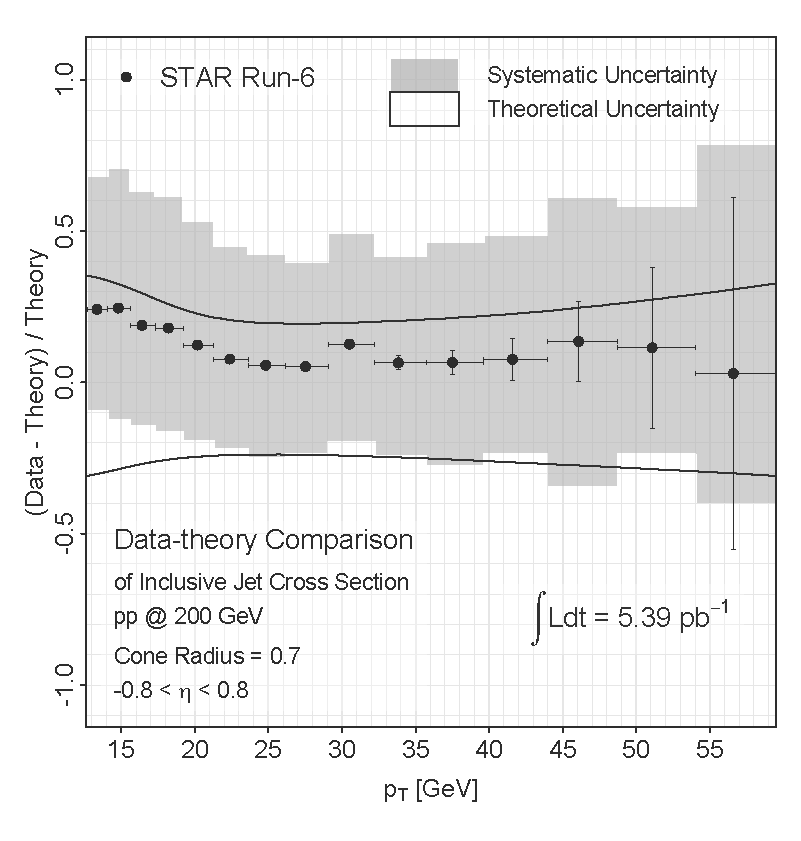 STAR Run-6
Systematic Uncertainty
Theoretical Uncertainty
(Data - Theory) / Theory
1.0
0.5
0.0
-0.5
-1.0
Data-theory Comparison
of Inclusive Jet Cross Section
pp @ 200 GeV
Cone Radius = 0.7
-0.8 < η < 0.8
∫Ldt = 5.39 pb⁻¹
15 20 25 30 35 40 45 50 55
pT [GeV]